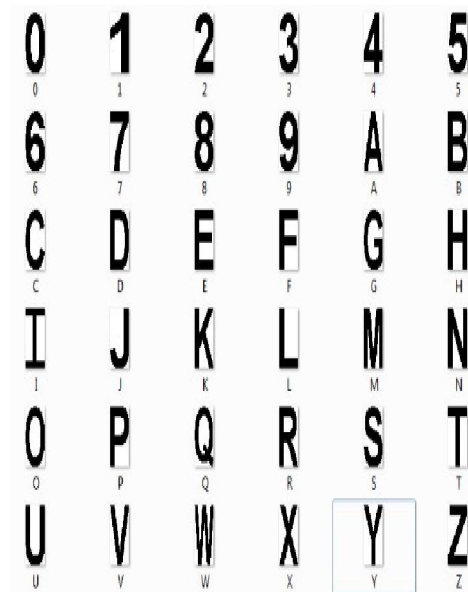 0 1 2 3 4 5
0 1 2 3 4 5
6 7 8 9 A B
6 7 8 9 A B
C D E F G H
C D E F G H
I J K L M N
I J K L M N
O P Q R S T
O P Q R S T
U V W X Y Z
U V W X Y Z